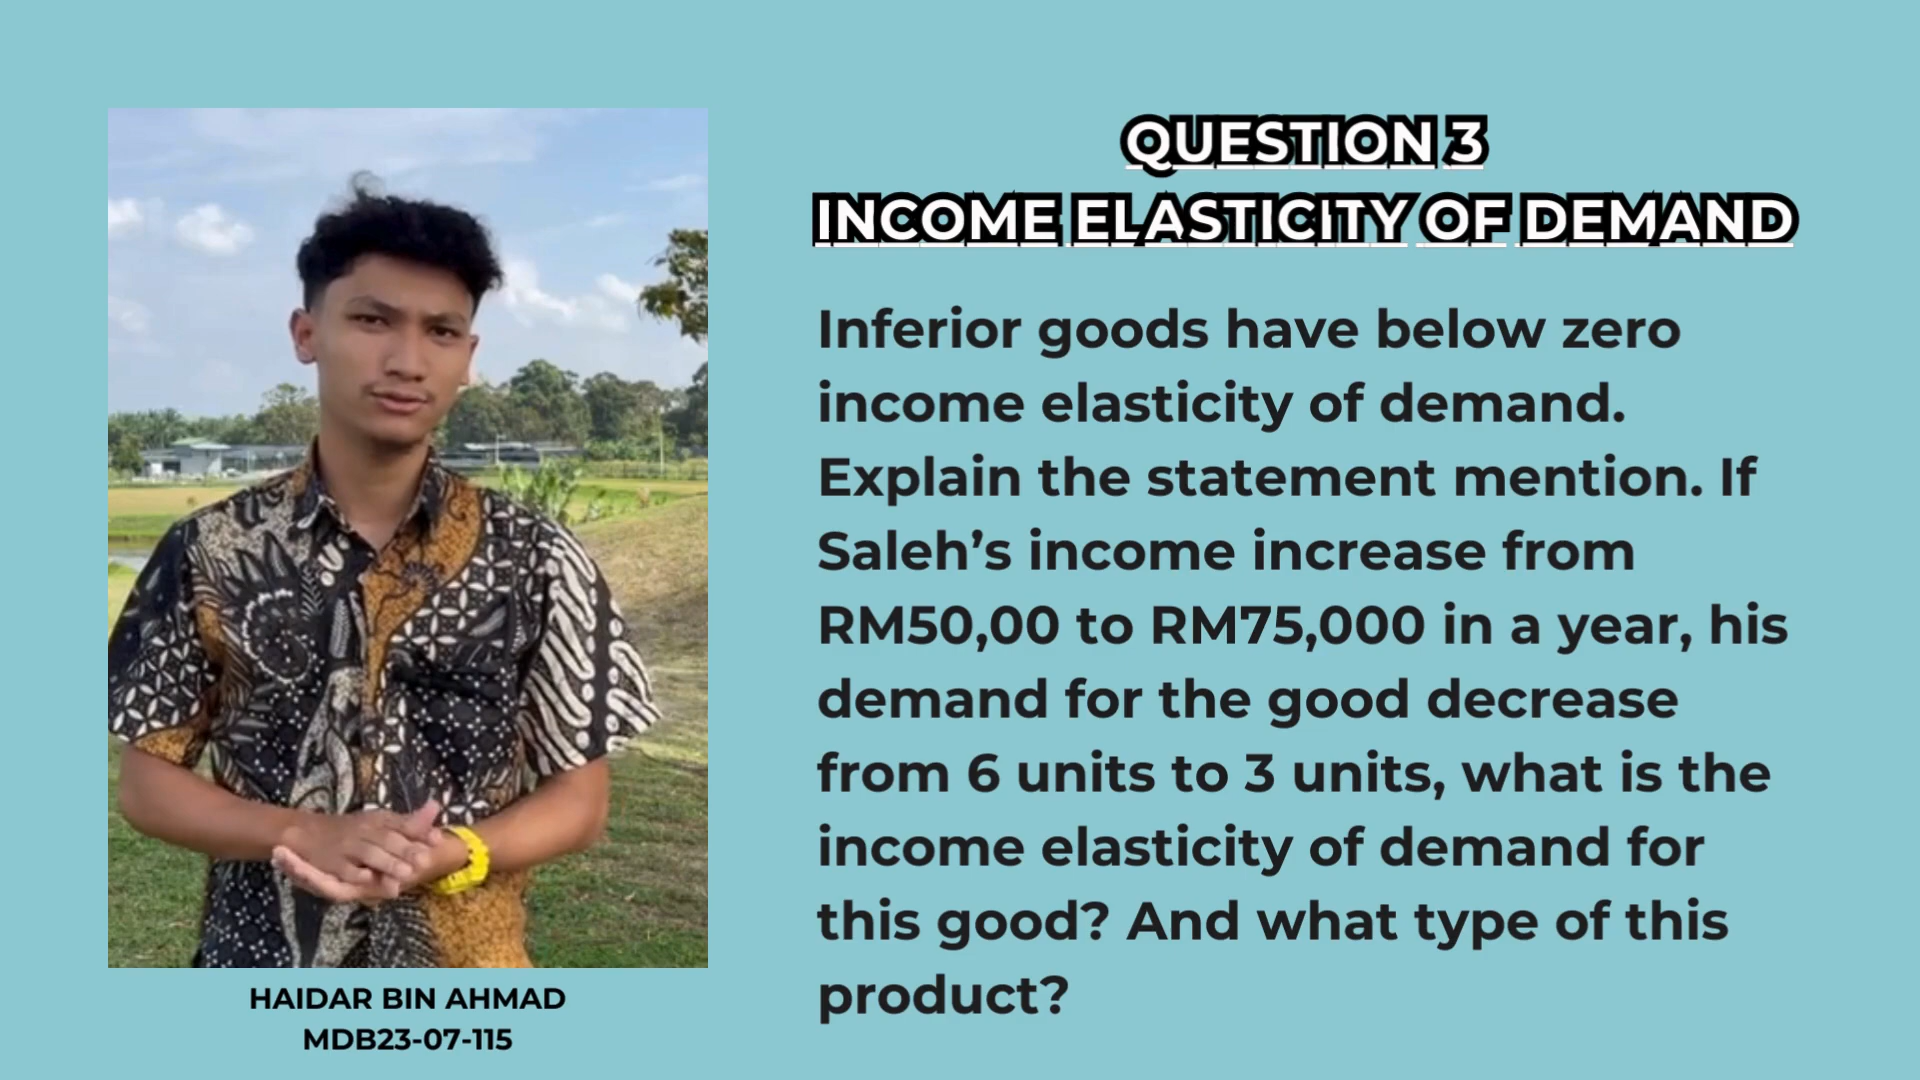 QUESTION 3
INCOME ELASTICITY OF DEMAND
Inferior goods have below zero
income elasticity of demand.
Explain the statement mention. If
Saleh’s income increase from
RM50,00 to RM75,000 in a year, his
demand for the good decrease
from 6 units to 3 units, what is the
income elasticity of demand for
this good? And what type of this
product?
HAIDAR BIN AHMAD
MDB23-07-115